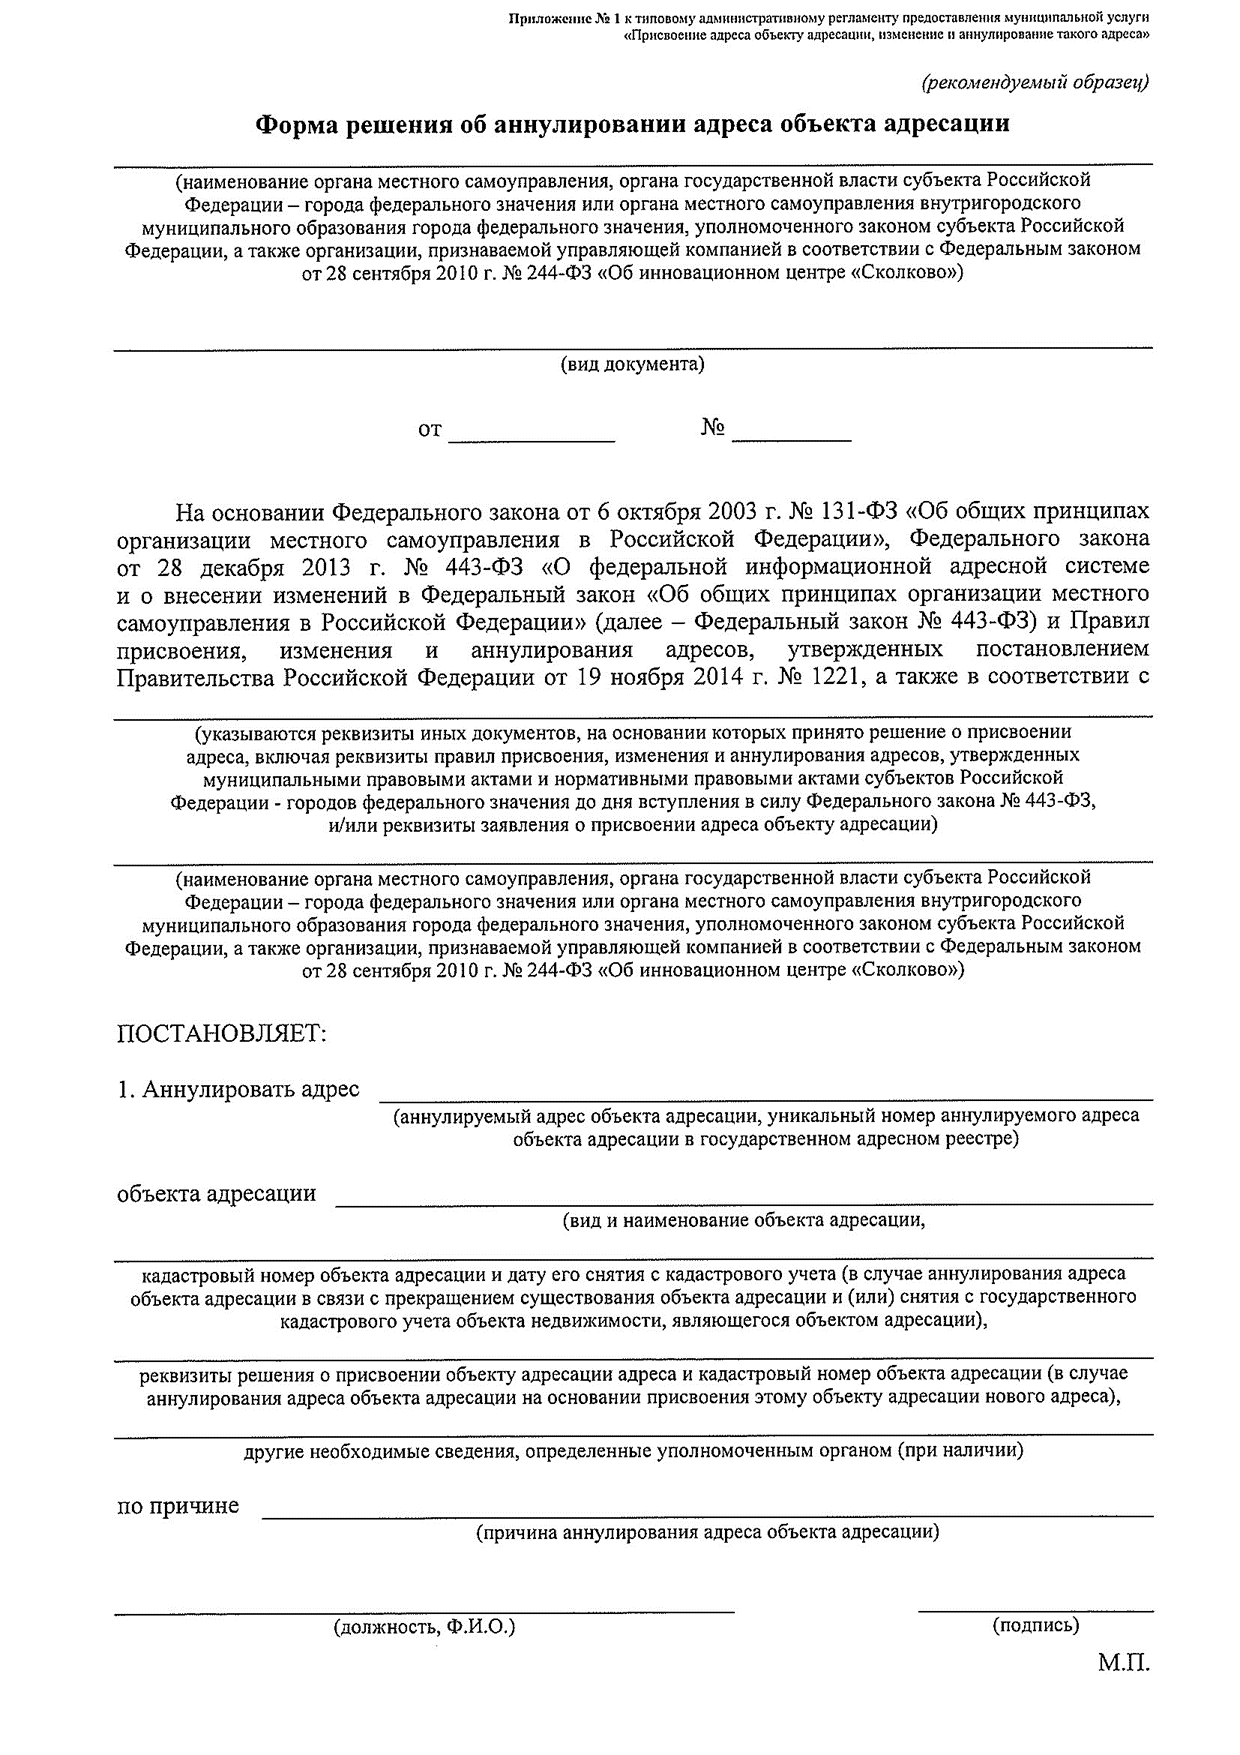 Приложение № 1 к типовому административному регламенту предоставления муниципальной услуги
«Присвоение адреса объекту адресации, изменение и аннулирование такого адреса»
(рекомендуемый образец)
Форма решения об аннулировании адреса объекта адресации
(наименование органа местного самоуправления, органа государственной власти субъекта Российской
Федерации – города федерального значения или органа местного самоуправления внутригородского
муниципального образования города федерального значения, уполномоченного законом субъекта Российской
Федерации, а также организации, признаваемой управляющей компанией в соответствии с Федеральным законом
от 28 сентября 2010 г. № 244-ФЗ «Об инновационном центре «Сколково»)
(вид документа)
от ____________ № _________
На основании Федерального закона от 6 октября 2003 г. № 131-ФЗ «Об общих принципах
организации местного самоуправления в Российской Федерации», Федерального закона
от 28 декабря 2013 г. № 443-ФЗ «О федеральной информационной адресной системе
и о внесении изменений в Федеральный закон «Об общих принципах организации местного
самоуправления в Российской Федерации» (далее – Федеральный закон № 443-ФЗ) и Правил
присвоения, изменения и аннулирования адресов, утвержденных постановлением
Правительства Российской Федерации от 19 ноября 2014 г. № 1221, а также в соответствии с
(указываются реквизиты иных документов, на основании которых принято решение о присвоении
адреса, включая реквизиты правил присвоения, изменения и аннулирования адресов, утвержденных
муниципальными правовыми актами и нормативными правовыми актами субъектов Российской
Федерации - городов федерального значения до дня вступления в силу Федерального закона № 443-ФЗ,
и/или реквизиты заявления о присвоении адреса объекту адресации)
(наименование органа местного самоуправления, органа государственной власти субъекта Российской
Федерации – города федерального значения или органа местного самоуправления внутригородского
муниципального образования города федерального значения, уполномоченного законом субъекта Российской
Федерации, а также организации, признаваемой управляющей компанией в соответствии с Федеральным законом
от 28 сентября 2010 г. № 244-ФЗ «Об инновационном центре «Сколково»)
ПОСТАНОВЛЯЕТ:
1. Аннулировать адрес
(аннулируемый адрес объекта адресации, уникальный номер аннулируемого адреса
объекта адресации в государственном адресном реестре)
объекта адресации
(вид и наименование объекта адресации,
кадастровый номер объекта адресации и дату его снятия с кадастрового учета (в случае аннулирования адреса
объекта адресации в связи с прекращением существования объекта адресации и (или) снятия с государственного
кадастрового учета объекта недвижимости, являющегося объектом адресации),
реквизиты решения о присвоении объекту адресации адреса и кадастровый номер объекта адресации (в случае
аннулирования адреса объекта адресации на основании присвоения этому объекту адресации нового адреса),
другие необходимые сведения, определенные уполномоченным органом (при наличии)
по причине
(причина аннулирования адреса объекта адресации)
(должность, Ф.И.О.) (подпись)
М.П.